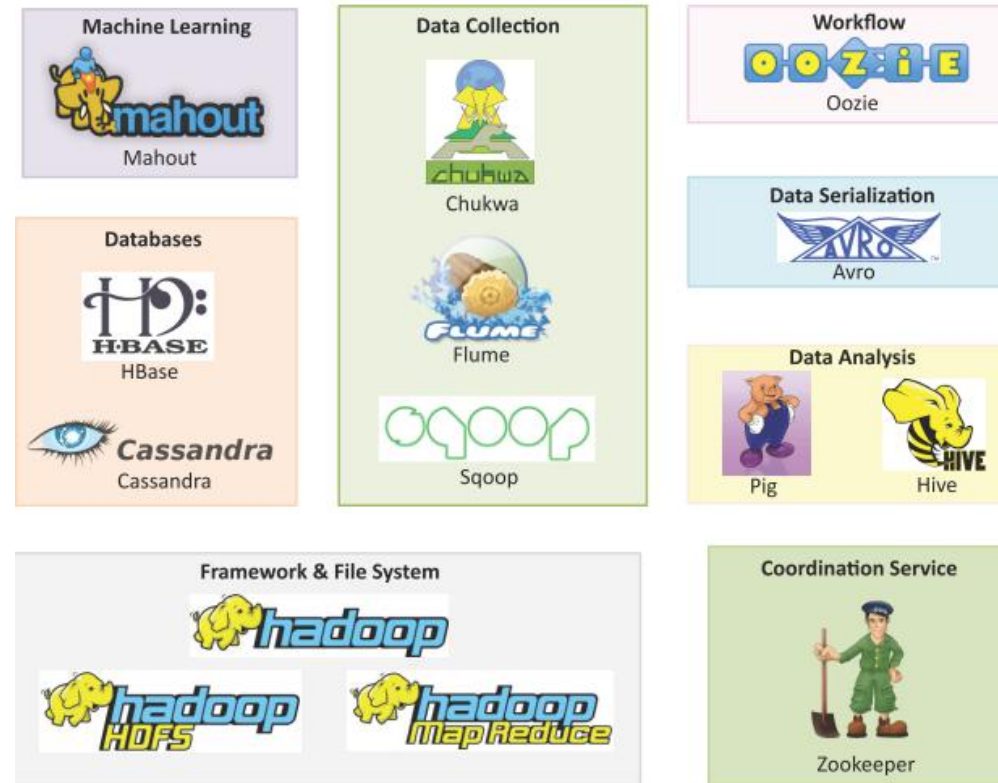 Machine Learning
mahout
Mahout
Databases
H·BASE
HBase
Cassandra
Cassandra
Data Collection
chukwa
Chukwa
FLUME
Flume
sqoop
Sqoop
Workflow
OOZiE
Oozie
Data Serialization
AVRO
TM
Avro
Data Analysis
Pig
HIVE
Hive
Framework & File System
hadoop
hadoop
HDFS
hadoop
Map Reduce
Coordination Service
Zookeeper